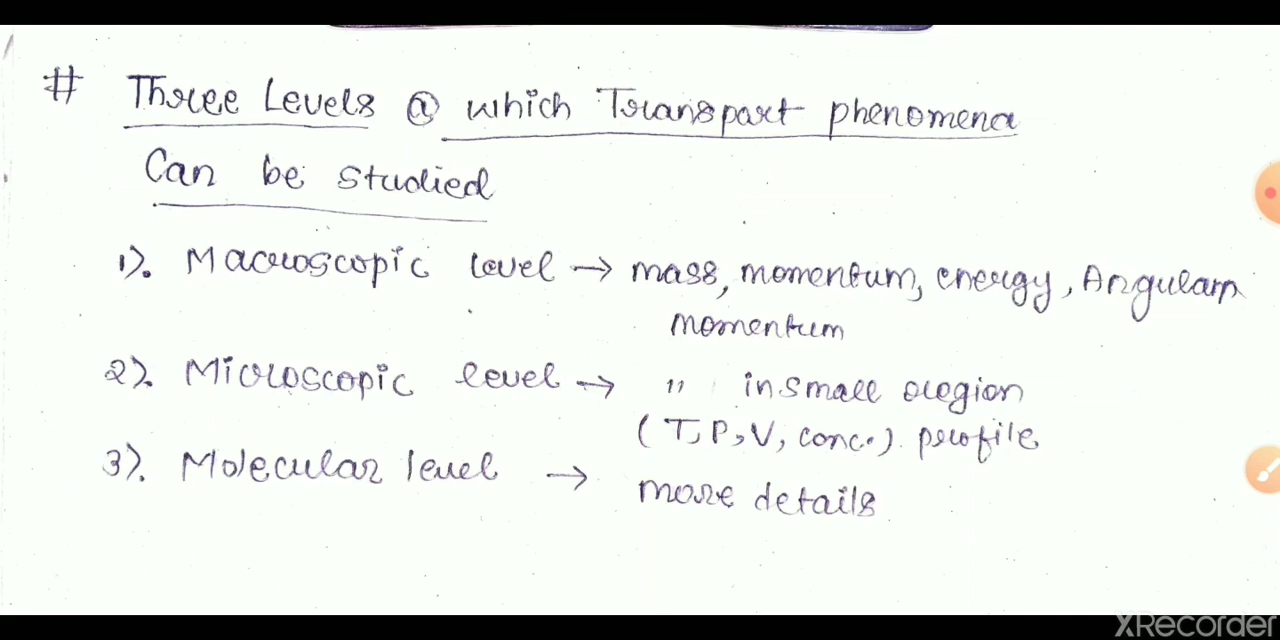 # Three Levels @ which Transport phenomena
Can be studied
1). Macroscopic level → mass, momentum, energy, Angular
momentum
2). Microscopic level → " in small region
(T, P, V, conc.) profile
3). Molecular level → more details
XRecorder